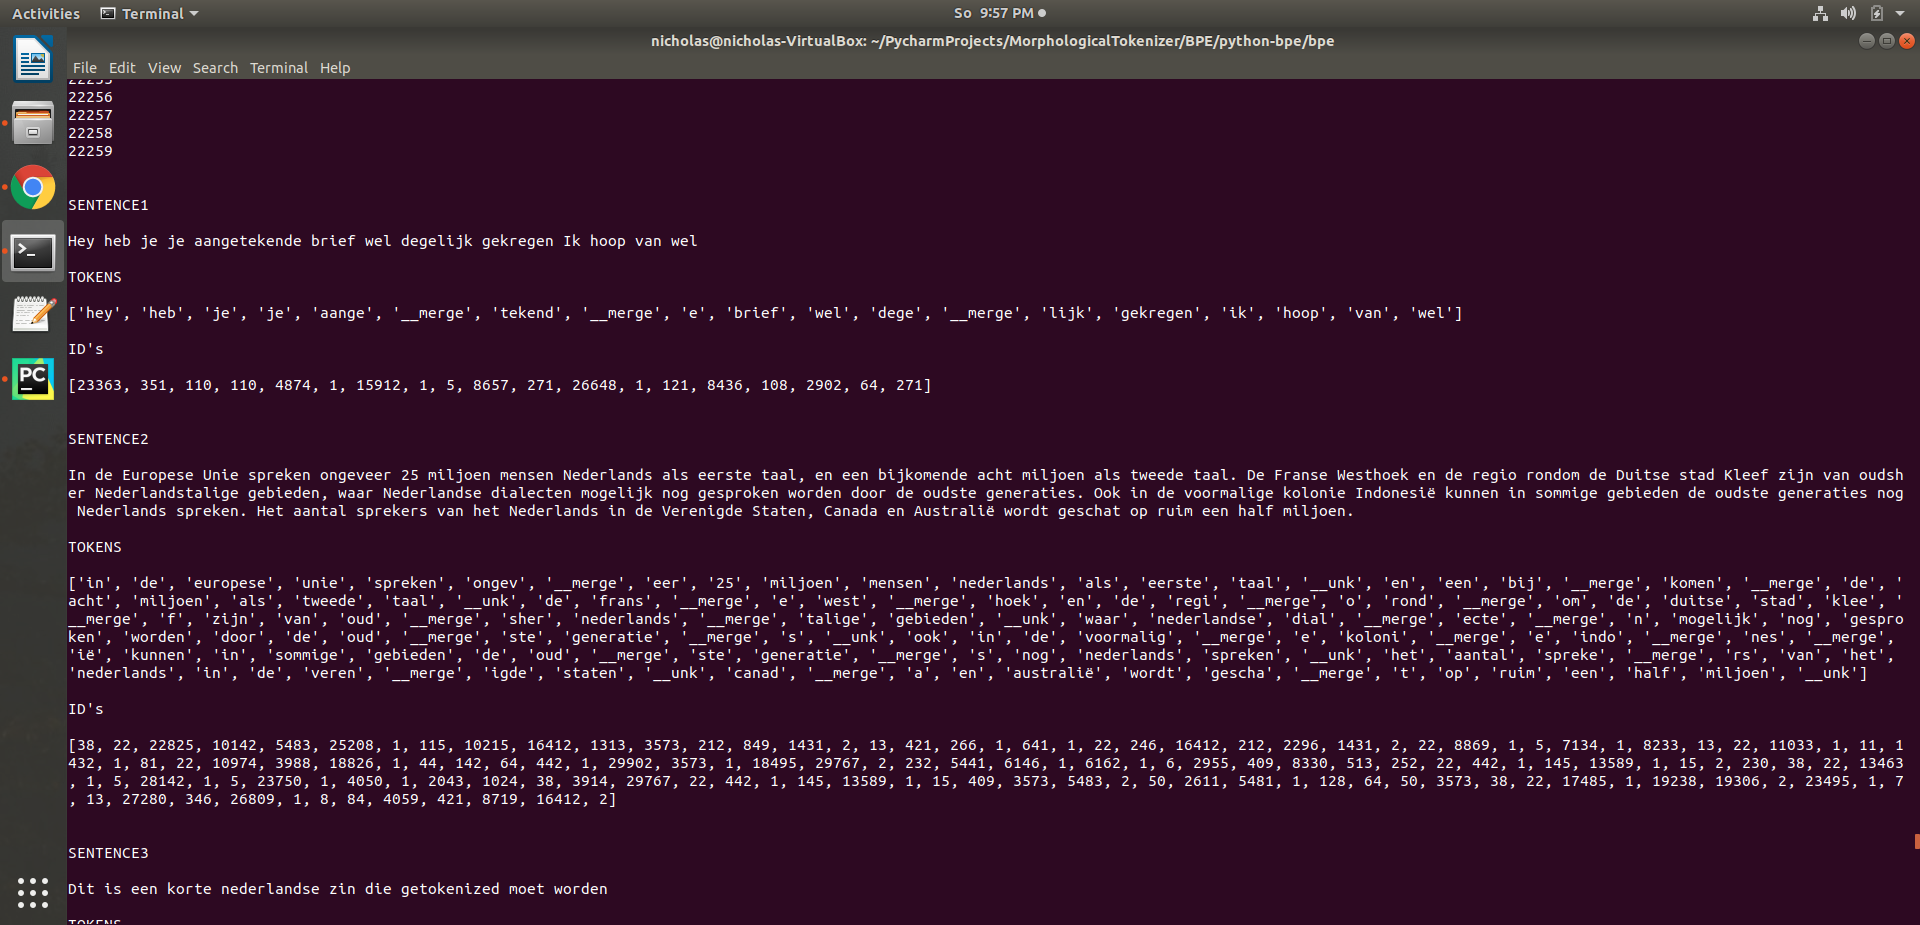 Activities Terminal So 9:57 PM
nicholas@nicholas-VirtualBox: ~/PycharmProjects/MorphologicalTokenizer/BPE/python-bpe/bpe
File Edit View Search Terminal Help
22256
22257
22258
22259
SENTENCE1
Hey heb je je aangetekende brief wel degelijk gekregen Ik hoop van wel
TOKENS
['hey', 'heb', 'je', 'je', 'aange', '__merge', 'tekend', '__merge', 'e', 'brief', 'wel', 'dege', '__merge', 'lijk', 'gekregen', 'ik', 'hoop', 'van', 'wel']
ID's
[23363, 351, 110, 110, 4874, 1, 15912, 1, 5, 8657, 271, 26648, 1, 121, 8436, 108, 2902, 64, 271]
SENTENCE2
In de Europese Unie spreken ongeveer 25 miljoen mensen Nederlands als eerste taal, en een bijkomende acht miljoen als tweede taal. De Franse Westhoek en de regio rondom de Duitse stad Kleef zijn van oudsh
er Nederlandstalige gebieden, waar Nederlandse dialecten mogelijk nog gesproken worden door de oudste generaties. Ook in de voormalige kolonie Indonesië kunnen in sommige gebieden de oudste generaties nog
Nederlands spreken. Het aantal sprekers van het Nederlands in de Verenigde Staten, Canada en Australië wordt geschat op ruim een half miljoen.
TOKENS
['in', 'de', 'europese', 'unie', 'spreken', 'ongev', '__merge', 'eer', '25', 'miljoen', 'mensen', 'nederlands', 'als', 'eerste', 'taal', '__unk', 'en', 'een', 'bij', '__merge', 'komen', '__merge', 'de', '
acht', 'miljoen', 'als', 'tweede', 'taal', '__unk', 'de', 'frans', '__merge', 'e', 'west', '__merge', 'hoek', 'en', 'de', 'regi', '__merge', 'o', 'rond', '__merge', 'om', 'de', 'duitse', 'stad', 'klee', '
__merge', 'f', 'zijn', 'van', 'oud', '__merge', 'sher', 'nederlands', '__merge', 'talige', 'gebieden', '__unk', 'waar', 'nederlandse', 'dial', '__merge', 'ecte', '__merge', 'n', 'mogelijk', 'nog', 'gespro
ken', 'worden', 'door', 'de', 'oud', '__merge', 'ste', 'generatie', '__merge', 's', '__unk', 'ook', 'in', 'de', 'voormalig', '__merge', 'e', 'koloni', '__merge', 'e', 'indo', '__merge', 'nes', '__merge',
'ië', 'kunnen', 'in', 'sommige', 'gebieden', 'de', 'oud', '__merge', 'ste', 'generatie', '__merge', 's', 'nog', 'nederlands', 'spreken', '__unk', 'het', 'aantal', 'spreke', '__merge', 'rs', 'van', 'het',
'nederlands', 'in', 'de', 'veren', '__merge', 'igde', 'staten', '__unk', 'canad', '__merge', 'a', 'en', 'australië', 'wordt', 'gescha', '__merge', 't', 'op', 'ruim', 'een', 'half', 'miljoen', '__unk']
ID's
[38, 22, 22825, 10142, 5483, 25208, 1, 115, 10215, 16412, 1313, 3573, 212, 849, 1431, 2, 13, 421, 266, 1, 641, 1, 22, 246, 16412, 212, 2296, 1431, 2, 22, 8869, 1, 5, 7134, 1, 8233, 13, 22, 11033, 1, 11, 1
432, 1, 81, 22, 10974, 3988, 18826, 1, 44, 142, 64, 442, 1, 29902, 3573, 1, 18495, 29767, 2, 232, 5441, 6146, 1, 6162, 1, 6, 2955, 409, 8330, 513, 252, 22, 442, 1, 145, 13589, 1, 15, 2, 230, 38, 22, 13463
, 1, 5, 28142, 1, 5, 23750, 1, 4050, 1, 2043, 1024, 38, 3914, 29767, 22, 442, 1, 145, 13589, 1, 15, 409, 3573, 5483, 2, 50, 2611, 5481, 1, 128, 64, 50, 3573, 38, 22, 17485, 1, 19238, 19306, 2, 23495, 1, 7
, 13, 27280, 346, 26809, 1, 8, 84, 4059, 421, 8719, 16412, 2]
SENTENCE3
Dit is een korte nederlandse zin die getokenized moet worden
TOKENS
PC